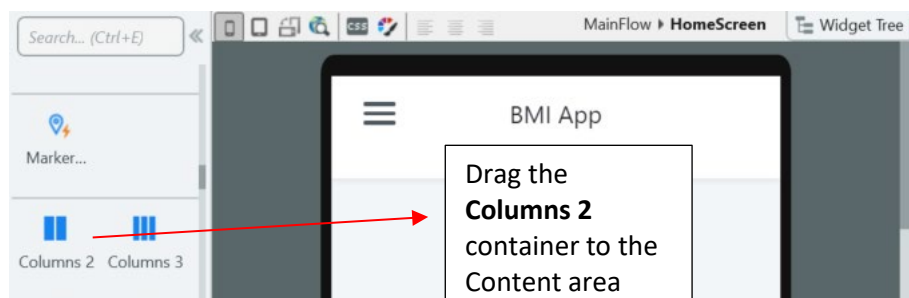 Search... (Ctrl+E)
CSS
MainFlow HomeScreen
Widget Tree
BMI App
Marker...
Columns 2
Columns 3
Drag the
Columns 2
container to the
Content area